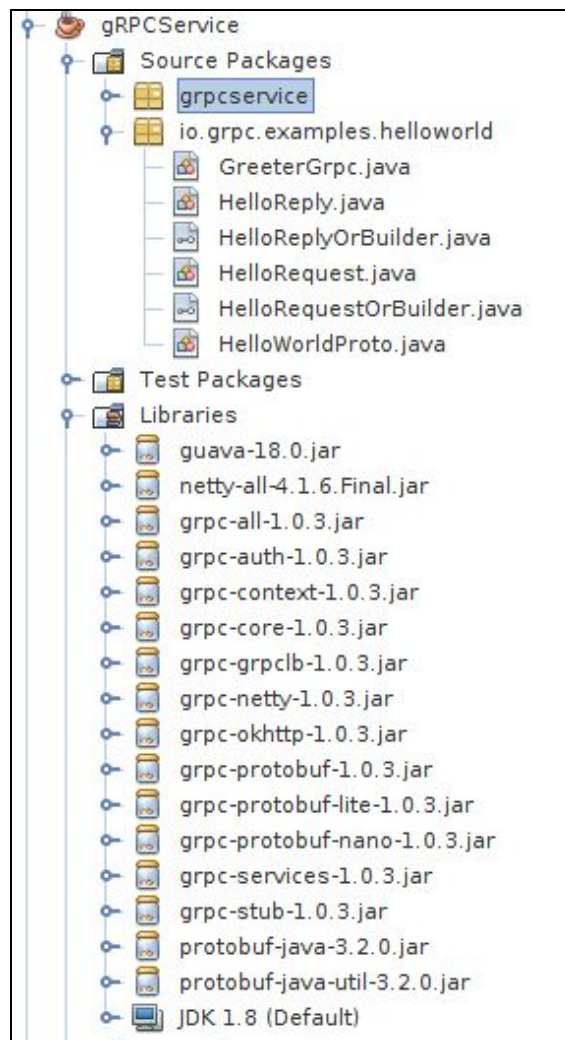 gRPCService
Source Packages
grpcservice
io.grpc.examples.helloworld
GreeterGrpc.java
HelloReply.java
HelloReplyOrBuilder.java
HelloRequest.java
HelloRequestOrBuilder.java
HelloWorldProto.java
Test Packages
Libraries
guava-18.0.jar
netty-all-4.1.6.Final.jar
grpc-all-1.0.3.jar
grpc-auth-1.0.3.jar
grpc-context-1.0.3.jar
grpc-core-1.0.3.jar
grpc-grpclb-1.0.3.jar
grpc-netty-1.0.3.jar
grpc-okhttp-1.0.3.jar
grpc-protobuf-1.0.3.jar
grpc-protobuf-lite-1.0.3.jar
grpc-protobuf-nano-1.0.3.jar
grpc-services-1.0.3.jar
grpc-stub-1.0.3.jar
protobuf-java-3.2.0.jar
protobuf-java-util-3.2.0.jar
JDK 1.8 (Default)